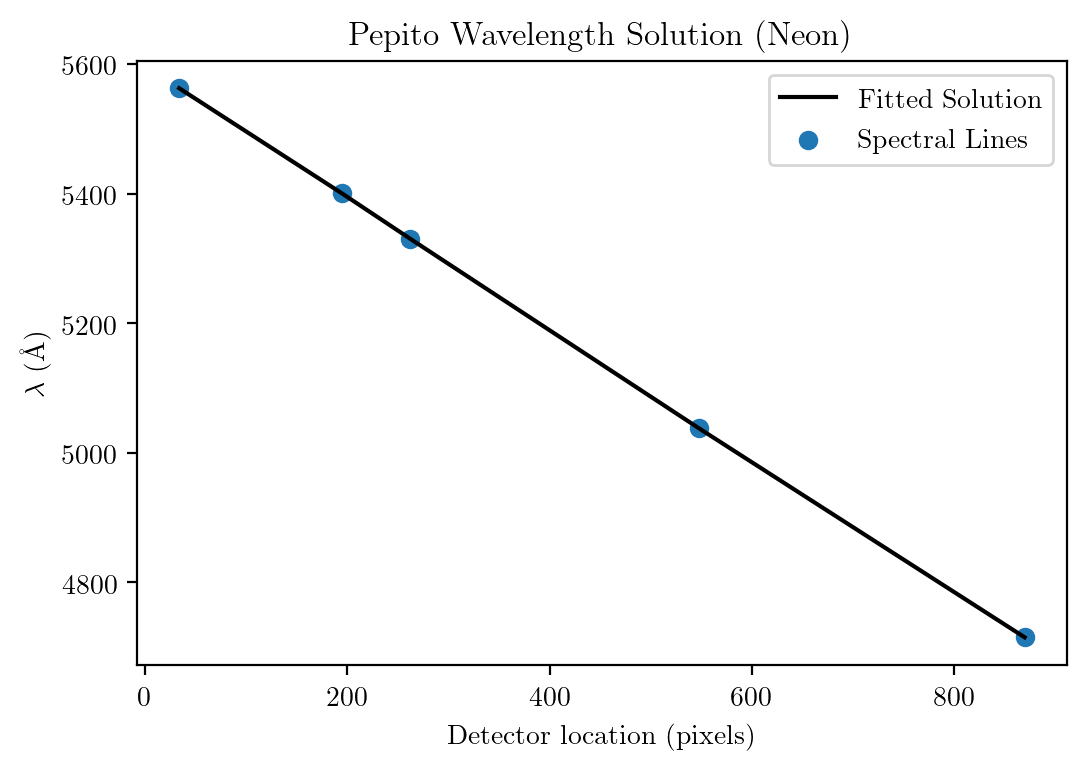 Pepito Wavelength Solution (Neon)
5600
5400
5200
5000
4800
λ (Å)
Fitted Solution
Spectral Lines
0 200 400 600 800
Detector location (pixels)